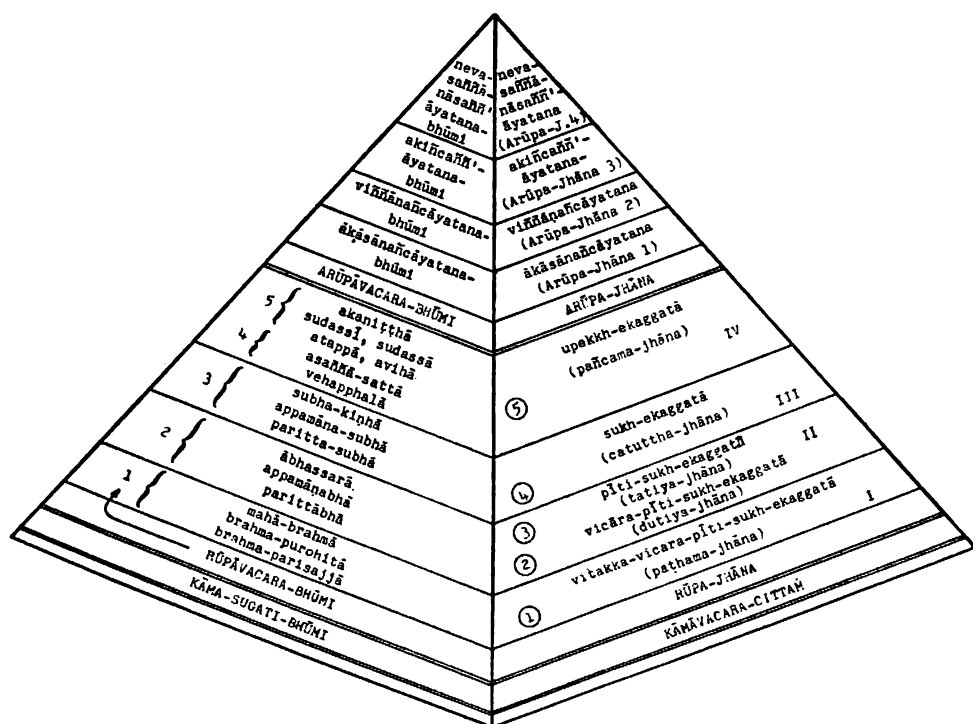 neva-
saññā-
nāsaññ'
āyatana-
bhūmi
akiñcaññ'-
āyatana-
bhūmi
viññānañcāyatana-
bhūmi
ākāsānañcāyatana-
bhūmi
ARŪPĀVACARA-BHŪMI
5
akaniṭṭhā
sudassī, sudassā
4
atappā, avihā
asaññā-sattā
vehapphalā
3
subha-kiṇhā
appamāna-subhā
paritta-subhā
2
ābhassarā
appamāṇabhā
parittābhā
1
mahā-brahmā
brahma-purohitā
brahma-parisajjā
RŪPĀVACARA-BHŪMI
KĀMA-SUGATI-BHŪMI
neva-
saññā-
nāsaññ'
āyatana
(Arūpa-J.4)
akiñcaññ'-
āyatana-
(Arūpa-Jhāna 3)
viññāṇañcāyatana
(Arūpa-Jhāna 2)
ākāsānañcāyatana
(Arūpa-Jhāna 1)
ARŪPA-JHĀNA
upekkh-ekaggatā
(pañcama-jhāna)
IV
5
sukh-ekaggatā
(catuttha-jhāna)
III
4
pīti-sukh-ekaggatā
(tatiya-jhāna)
II
3
vicāra-pīti-sukh-ekaggatā
(dutiya-jhāna)
2
vitakka-vicara-pīti-sukh-ekaggatā
(paṭhama-jhāna)
I
1
RŪPA-JHĀNA
KĀMĀVACARA-CITTAṀ